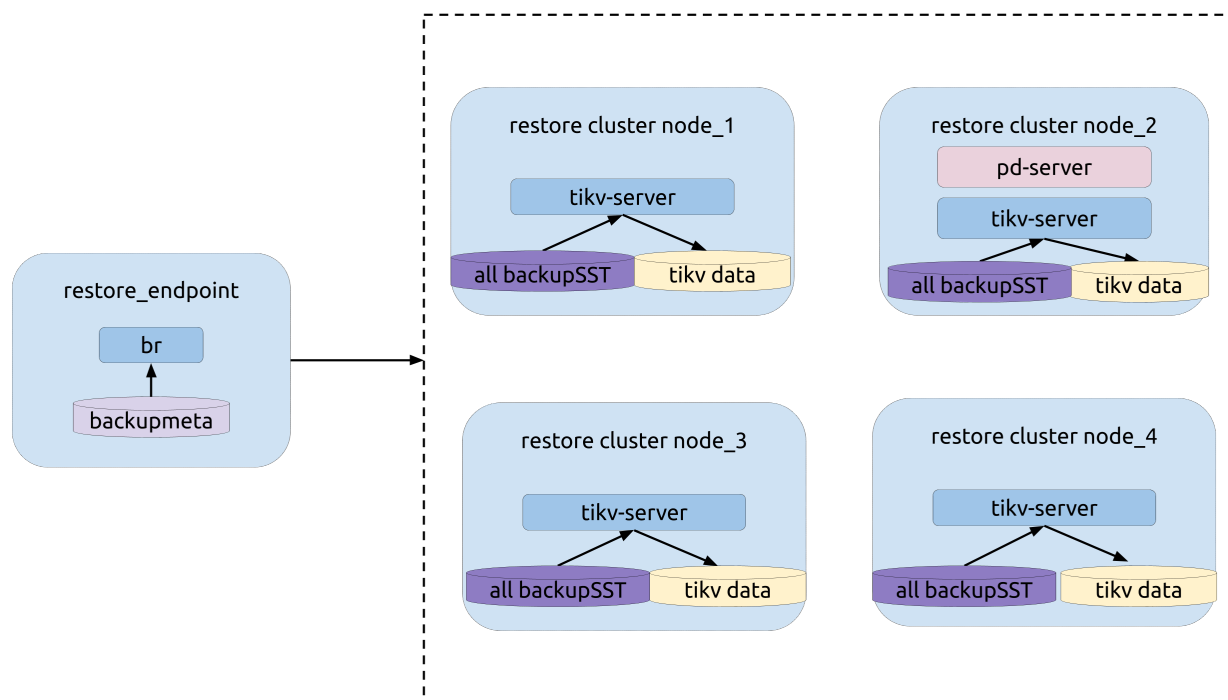 restore_endpoint
br
backupmeta
restore cluster node_1
tikv-server
all backupSST
tikv data
restore cluster node_2
pd-server
tikv-server
all backupSST
tikv data
restore cluster node_3
tikv-server
all backupSST
tikv data
restore cluster node_4
tikv-server
all backupSST
tikv data